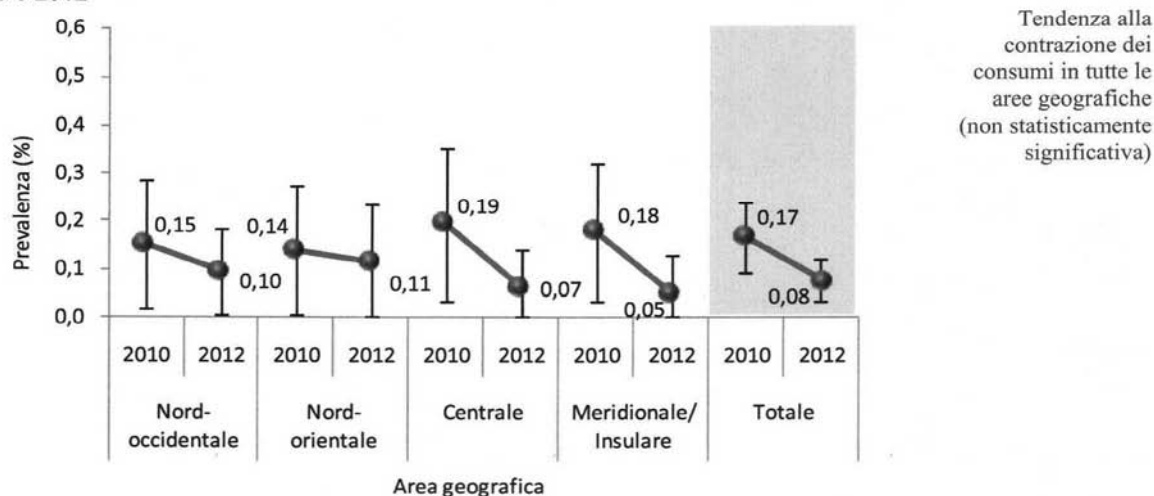 0,6
0,5
0,4
0,3
0,2
0,1
0,0
Prevalenza (%)
0,15
0,10
0,14
0,11
0,19
0,07
0,18
0,05
0,17
0,08
2010 2012 2010 2012 2010 2012 2010 2012 2010 2012
Nord-
occidentale
Nord-
orientale
Centrale
Meridionale/
Insulare
Totale
Area geografica
Tendenza alla
contrazione dei
consumi in tutte le
aree geografiche
(non statisticamente
significativa)